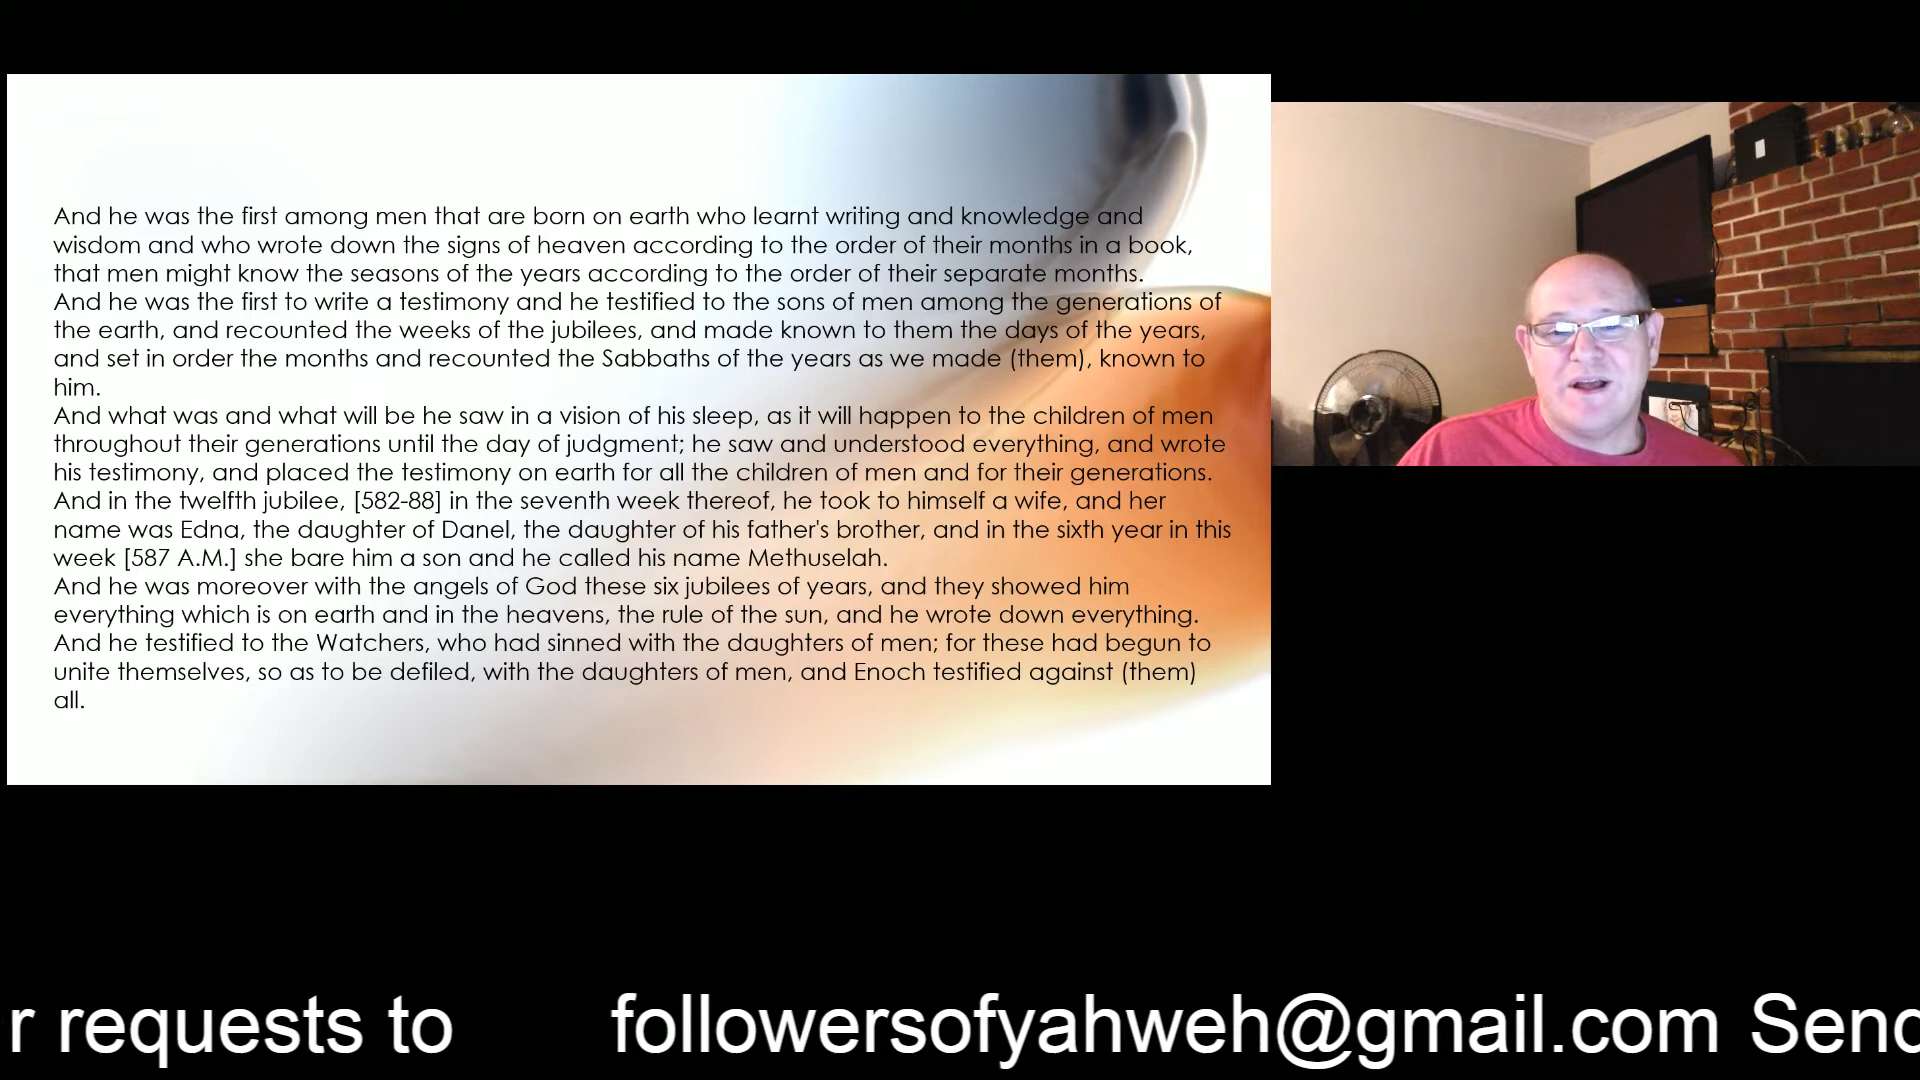 And he was the first among men that are born on earth who learnt writing and knowledge and
wisdom and who wrote down the signs of heaven according to the order of their months in a book,
that men might know the seasons of the years according to the order of their separate months.
And he was the first to write a testimony and he testified to the sons of men among the generations of
the earth, and recounted the weeks of the jubilees, and made known to them the days of the years,
and set in order the months and recounted the Sabbaths of the years as we made (them), known to
him.
And what was and what will be he saw in a vision of his sleep, as it will happen to the children of men
throughout their generations until the day of judgment; he saw and understood everything, and wrote
his testimony, and placed the testimony on earth for all the children of men and for their generations.
And in the twelfth jubilee, [582-88] in the seventh week thereof, he took to himself a wife, and her
name was Edna, the daughter of Danel, the daughter of his father's brother, and in the sixth year in this
week [587 A.M.] she bare him a son and he called his name Methuselah.
And he was moreover with the angels of God these six jubilees of years, and they showed him
everything which is on earth and in the heavens, the rule of the sun, and he wrote down everything.
And he testified to the Watchers, who had sinned with the daughters of men; for these had begun to
unite themselves, so as to be defiled, with the daughters of men, and Enoch testified against (them)
all.
r requests to followersofyahweh@gmail.com Send